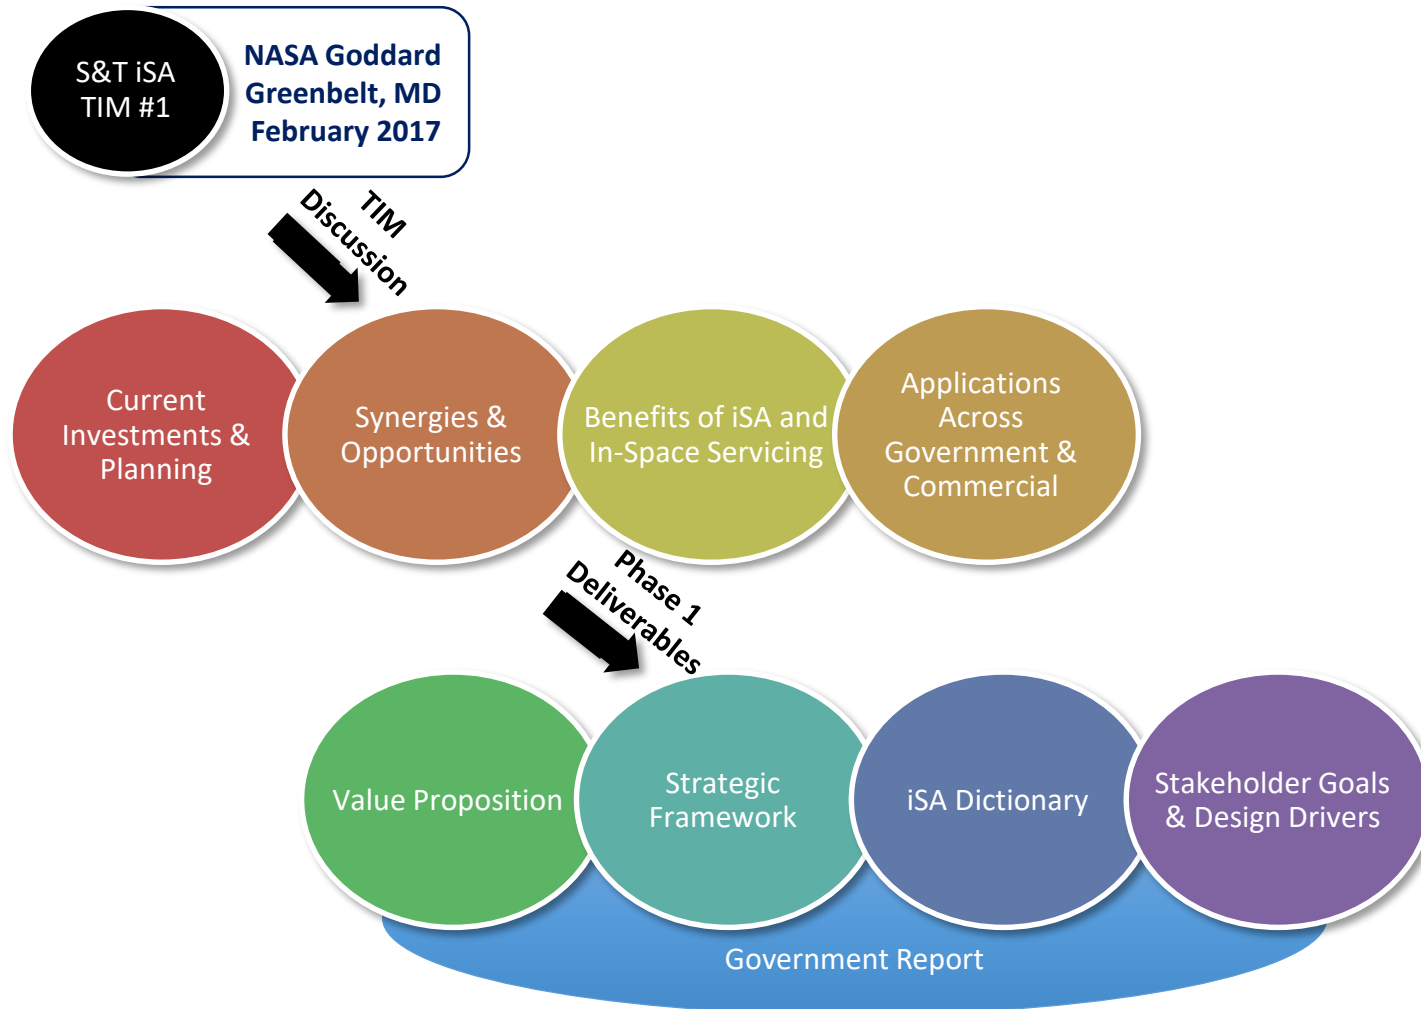 S&T iSA
TIM #1
NASA Goddard
Greenbelt, MD
February 2017
TIM
Discussion
Current
Investments &
Planning
Synergies &
Opportunities
Benefits of iSA and
In-Space Servicing
Applications
Across
Government &
Commercial
Phase 1
Deliverables
Value Proposition
Strategic
Framework
iSA Dictionary
Stakeholder Goals
& Design Drivers
Government Report